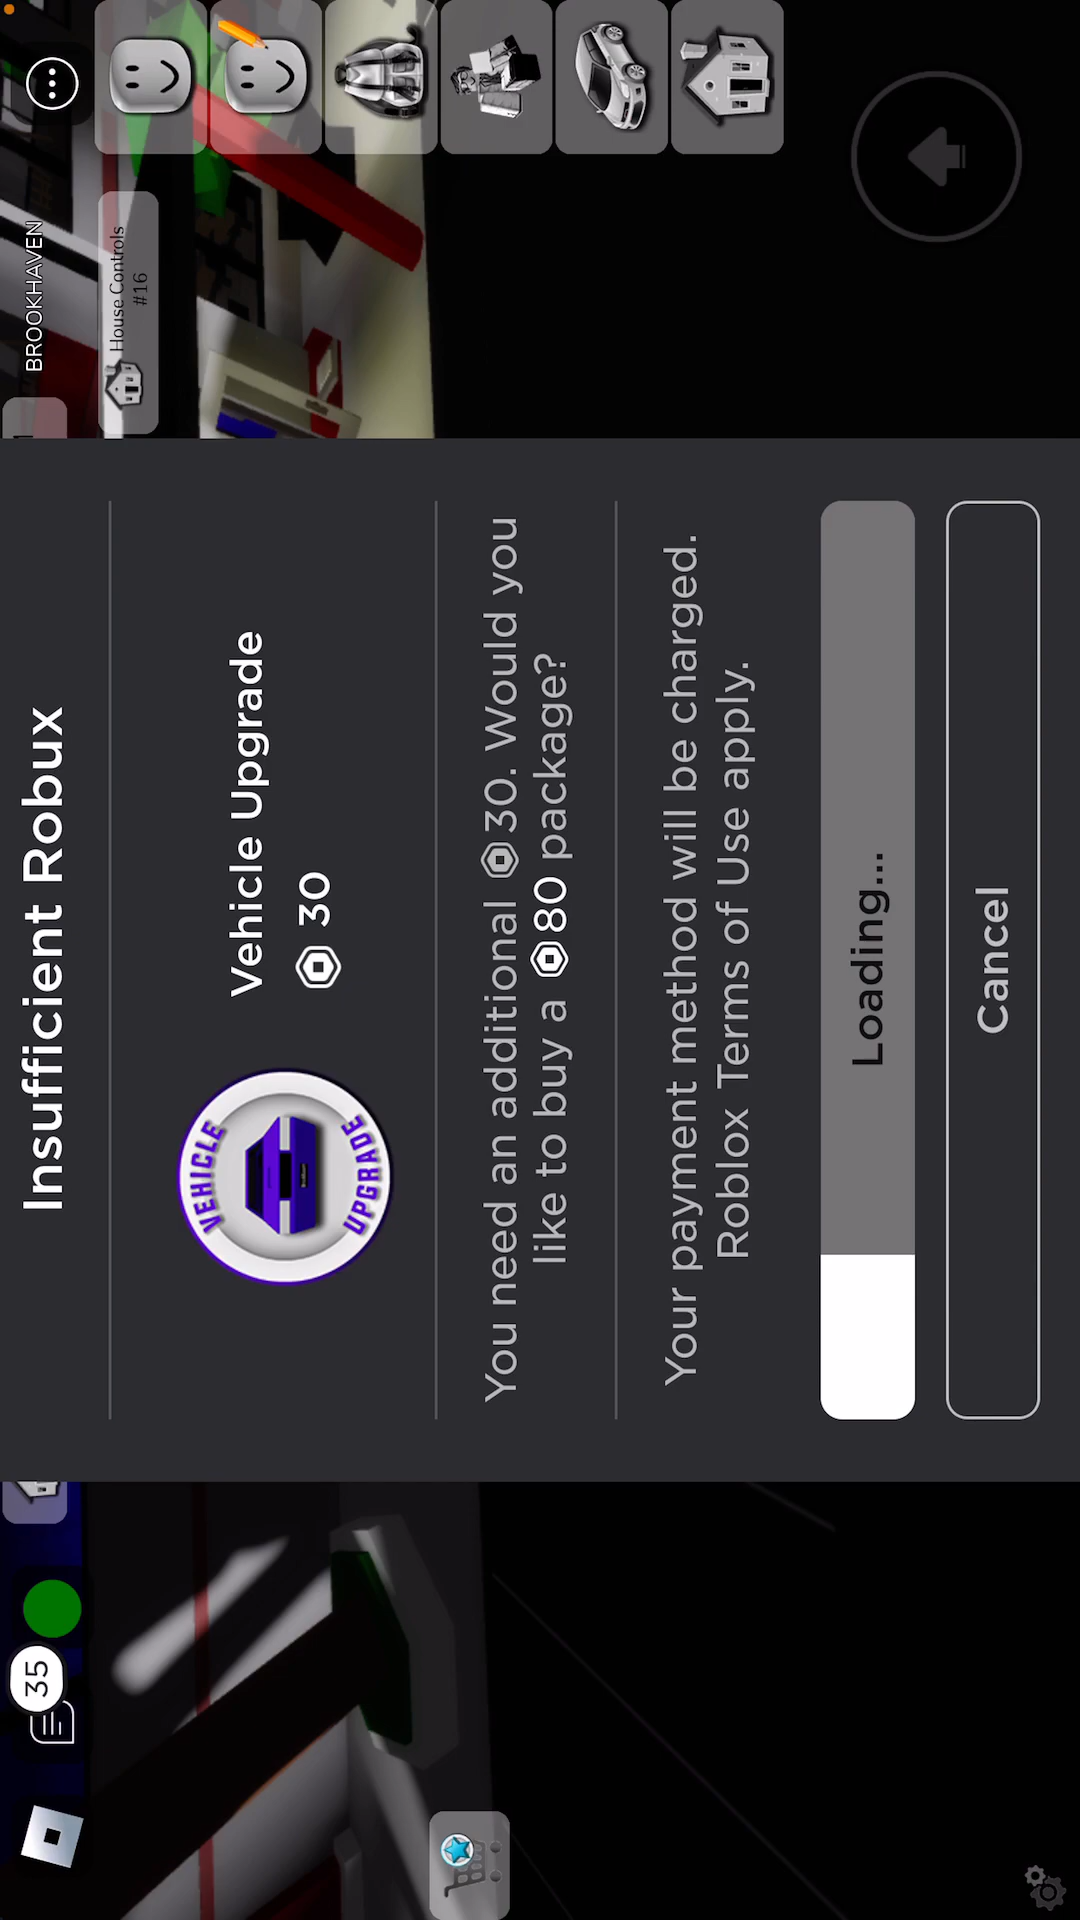 BROOKHAVEN
House Controls
#16
35
Insufficient Robux
VEHICLE
UPGRADE
Vehicle Upgrade
30
You need an additional 30. Would you
like to buy a 80 package?
Your payment method will be charged.
Roblox Terms of Use apply.
Loading...
Cancel